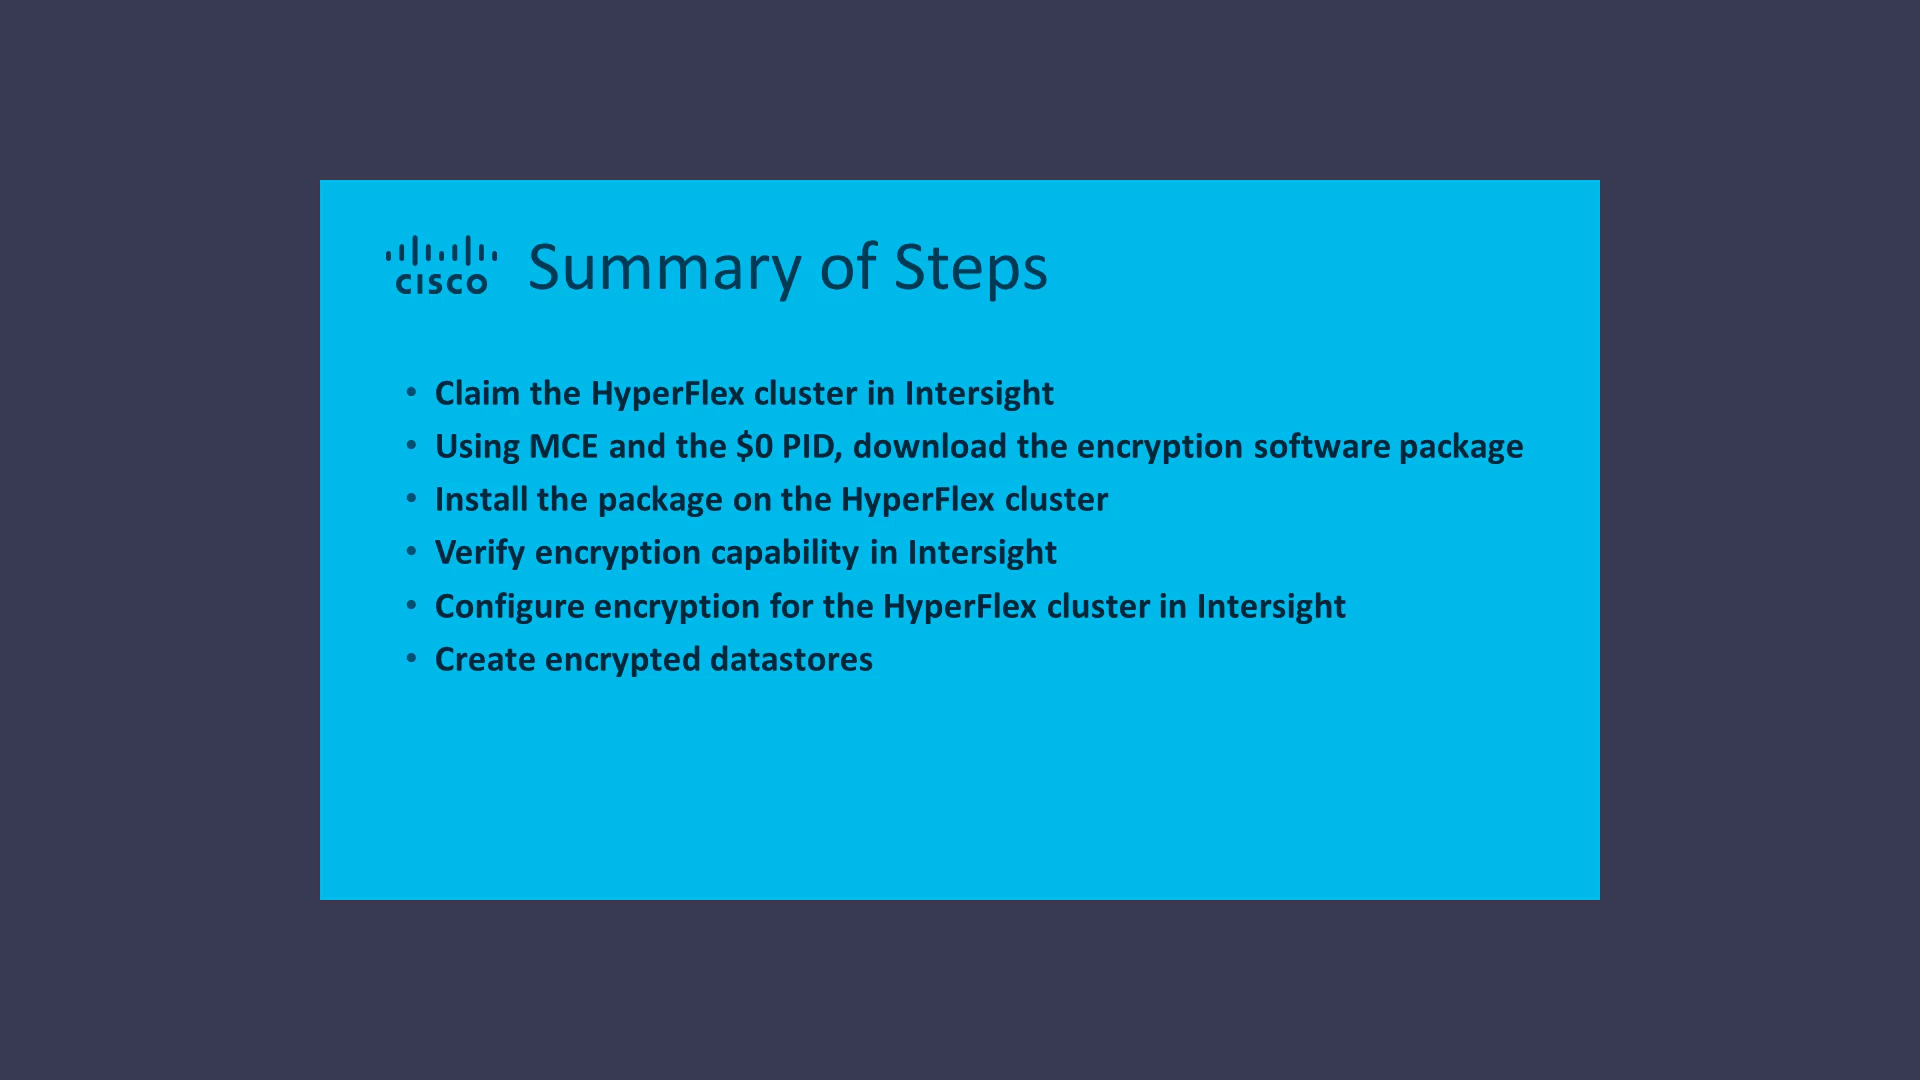 CISCO Summary of Steps
• Claim the HyperFlex cluster in Intersight
• Using MCE and the $0 PID, download the encryption software package
• Install the package on the HyperFlex cluster
• Verify encryption capability in Intersight
• Configure encryption for the HyperFlex cluster in Intersight
• Create encrypted datastores